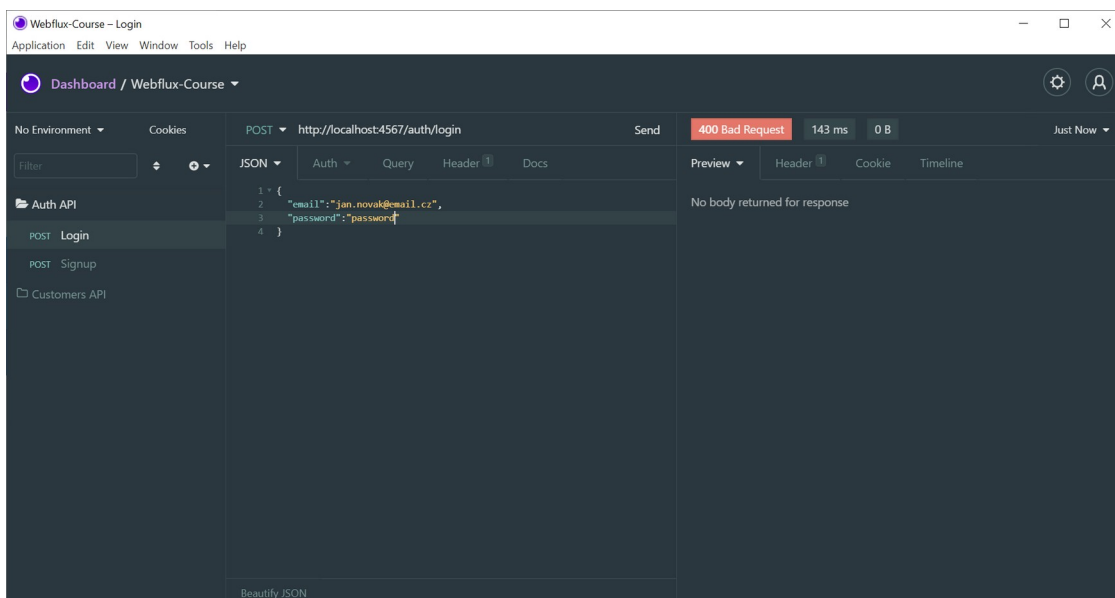 Webflux-Course – Login
Application Edit View Window Tools Help
Dashboard / Webflux-Course
No Environment Cookies
POST http://localhost:4567/auth/login Send
400 Bad Request 143 ms 0 B Just Now
Filter
JSON Auth Query Header 1 Docs
Preview Header 1 Cookie Timeline
1 {
2 "email":"jan.novak@email.cz",
3 "password":"password"
4 }
No body returned for response
Auth API
POST Login
POST Signup
Customers API
Beautify JSON